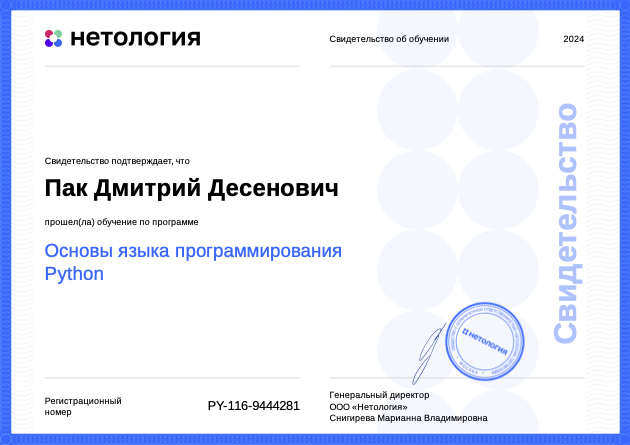 нетология
Свидетельство об обучении
2024
Свидетельство подтверждает, что
Пак Дмитрий Десенович
прошел(ла) обучение по программе
Основы языка программирования
Python
Свидетельство
нетология
Регистрационный
номер
PY-116-9444281
Генеральный директор
ООО «Нетология»
Снигирева Марианна Владимировна